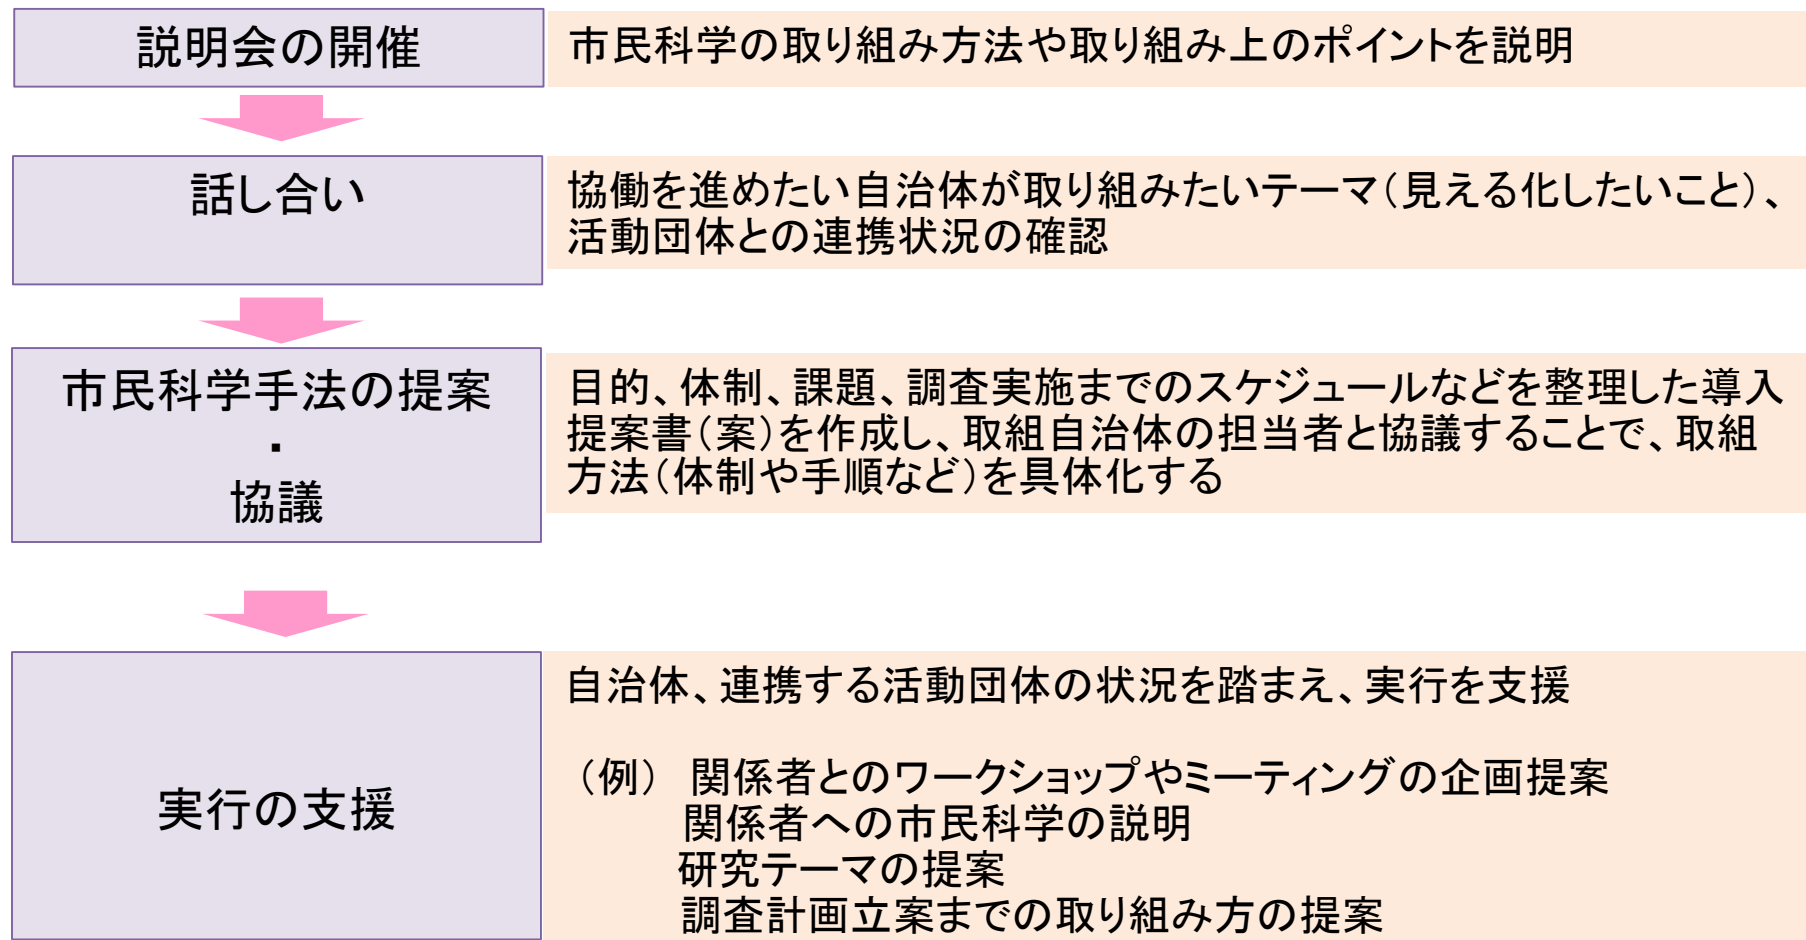 説明会の開催
市民科学の取り組み方法や取り組み上のポイントを説明
話し合い
協働を進めたい自治体が取り組みたいテーマ（見える化したいこと）、
活動団体との連携状況の確認
市民科学手法の提案
・
協議
目的、体制、課題、調査実施までのスケジュールなどを整理した導入
提案書（案）を作成し、取組自治体の担当者と協議することで、取組
方法（体制や手順など）を具体化する
実行の支援
自治体、連携する活動団体の状況を踏まえ、実行を支援
（例） 関係者とのワークショップやミーティングの企画提案
関係者への市民科学の説明
研究テーマの提案
調査計画立案までの取り組み方の提案